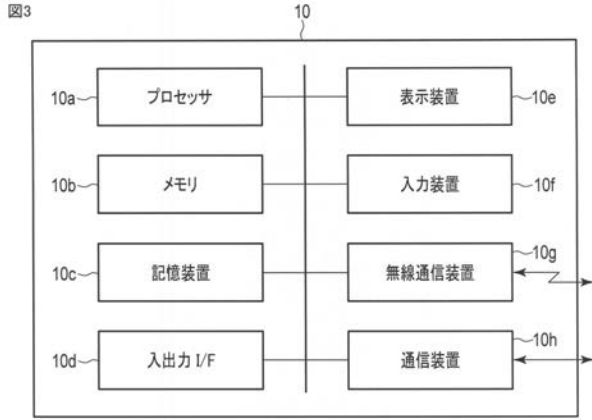 図3
10
10a
プロセッサ
表示装置
10e
10b
メモリ
入力装置
10f
10c
記憶装置
無線通信装置
10g
10d
入出力 I/F
通信装置
10h